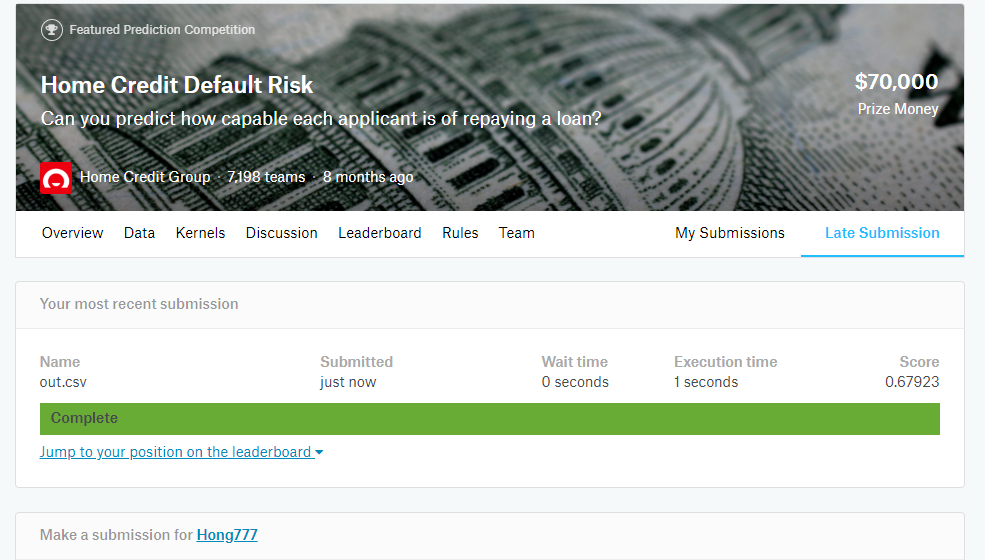 Featured Prediction Competition
Home Credit Default Risk
$70,000
Can you predict how capable each applicant is of repaying a loan?
Prize Money
Home Credit Group · 7,198 teams · 8 months ago
Overview Data Kernels Discussion Leaderboard Rules Team My Submissions Late Submission
Your most recent submission
Name Submitted Wait time Execution time Score
out.csv just now 0 seconds 1 seconds 0.67923
Complete
Jump to your position on the leaderboard
Make a submission for Hong777